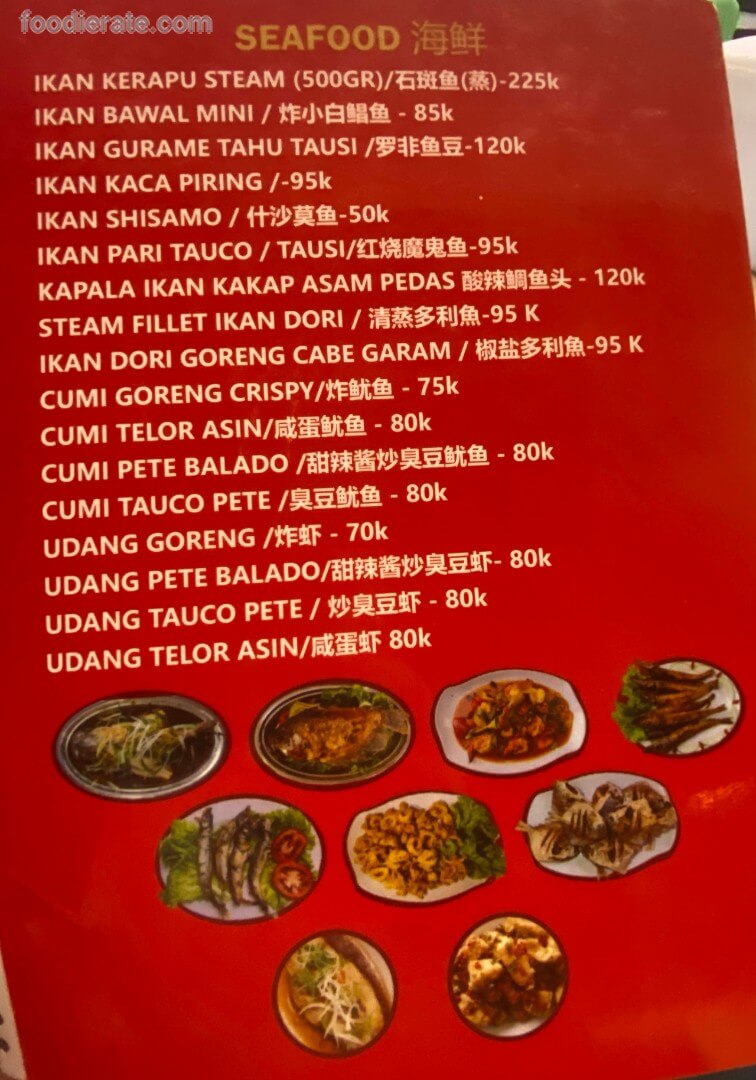 foodierate.com
SEAFOOD 海鲜
IKAN KERAPU STEAM (500GR)/石斑鱼(蒸)-225k
IKAN BAWAL MINI / 炸小白鲳鱼 - 85k
IKAN GURAME TAHU TAUSI /罗非鱼豆-120k
IKAN KACA PIRING /-95k
IKAN SHISAMO / 什沙莫鱼-50k
IKAN PARI TAUCO / TAUSI/红烧魔鬼鱼-95k
KAPALA IKAN KAKAP ASAM PEDAS 酸辣鲷鱼头 - 120k
STEAM FILLET IKAN DORI / 清蒸多利魚-95 K
IKAN DORI GORENG CABE GARAM / 椒盐多利魚-95 K
CUMI GORENG CRISPY/炸鱿鱼 - 75k
CUMI TELOR ASIN/咸蛋鱿鱼 - 80k
CUMI PETE BALADO /甜辣酱炒臭豆鱿鱼 - 80k
CUMI TAUCO PETE /臭豆鱿鱼 - 80k
UDANG GORENG /炸虾 - 70k
UDANG PETE BALADO/甜辣酱炒臭豆虾- 80k
UDANG TAUCO PETE / 炒臭豆虾 - 80k
UDANG TELOR ASIN/咸蛋虾 80k